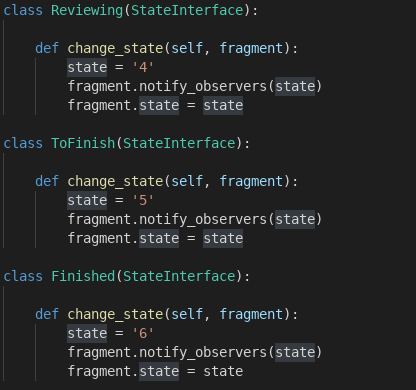 class Reviewing(StateInterface):
def change_state(self, fragment):
state = '4'
fragment.notify_observers(state)
fragment.state = state
class ToFinish(StateInterface):
def change_state(self, fragment):
state = '5'
fragment.notify_observers(state)
fragment.state = state
class Finished(StateInterface):
def change_state(self, fragment):
state = '6'
fragment.notify_observers(state)
fragment.state = state